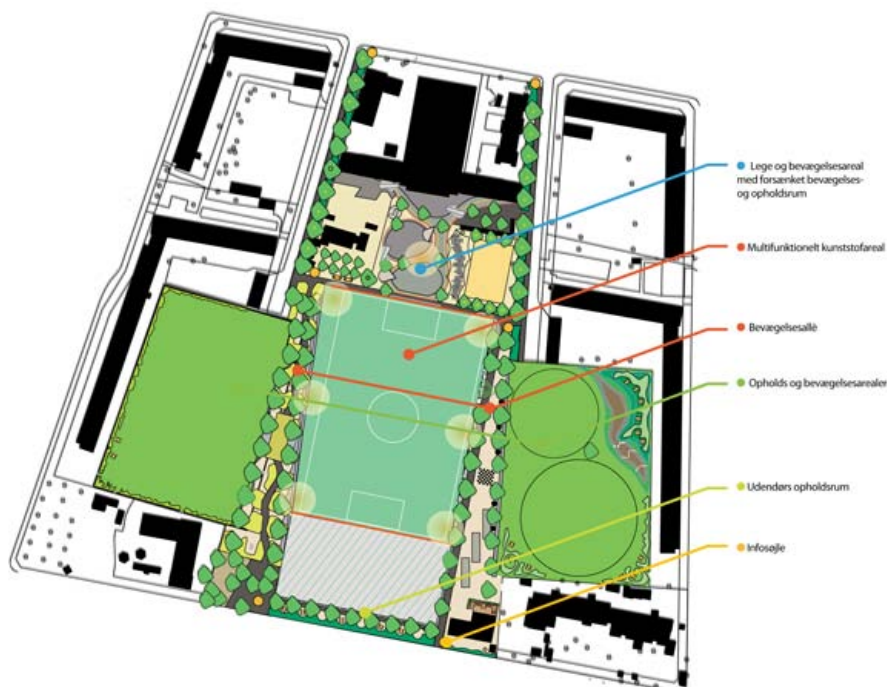 Lege og bevægelsesareal
med forsænket bevægelses-
og opholdsrum
Multifunktionelt kunststofareal
Bevægelsesallè
Opholds og bevægelsesarealer
Udendørs opholdsrum
Infosøjle